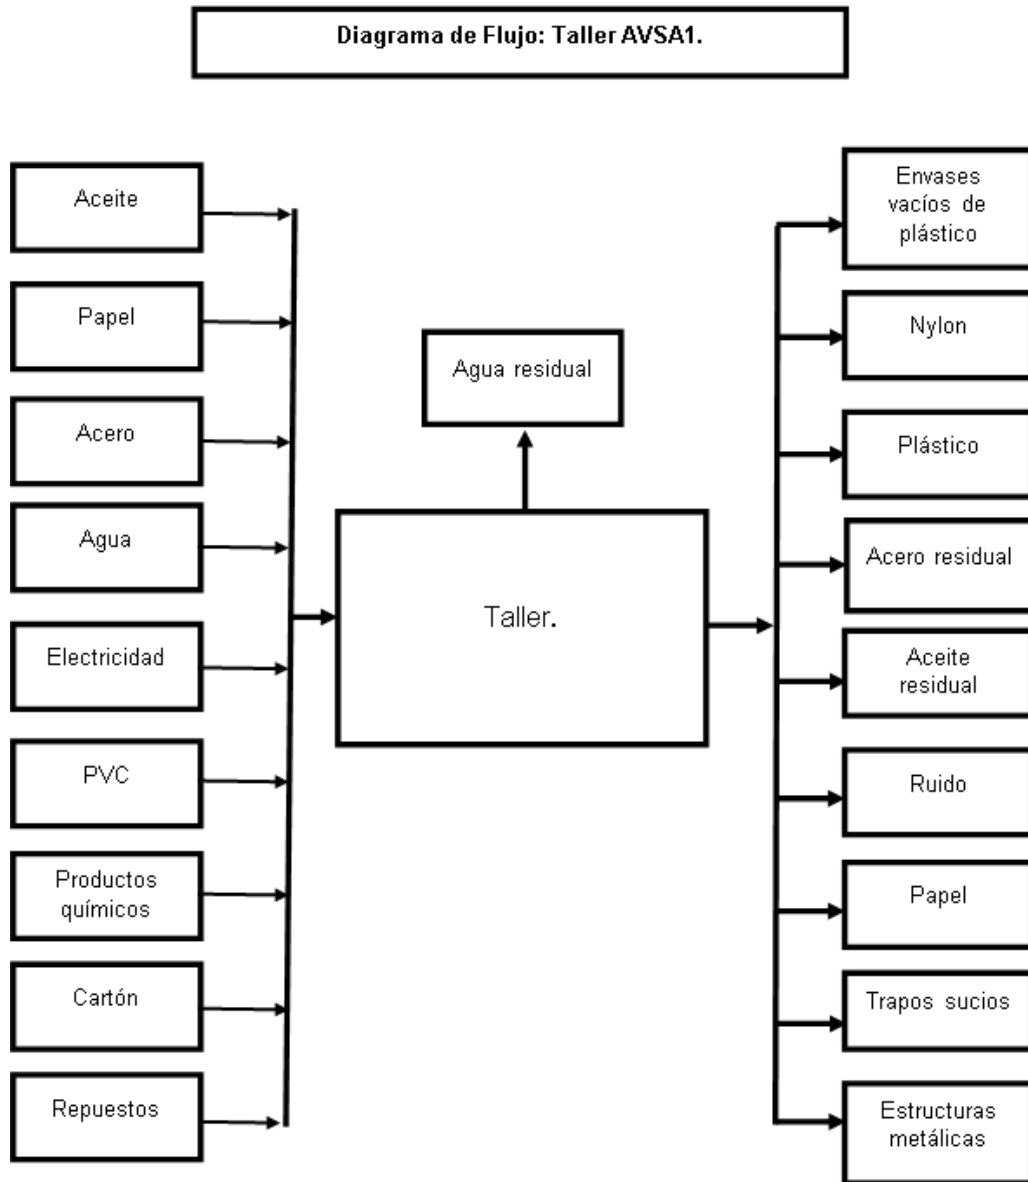 Diagrama de Flujo: Taller AVSA1.
Aceite
Papel
Acero
Agua
Electricidad
PVC
Productos
químicos
Cartón
Repuestos
Agua residual
Taller.
Envases
vacíos de
plástico
Nylon
Plástico
Acero residual
Aceite
residual
Ruido
Papel
Trapos sucios
Estructuras
metálicas